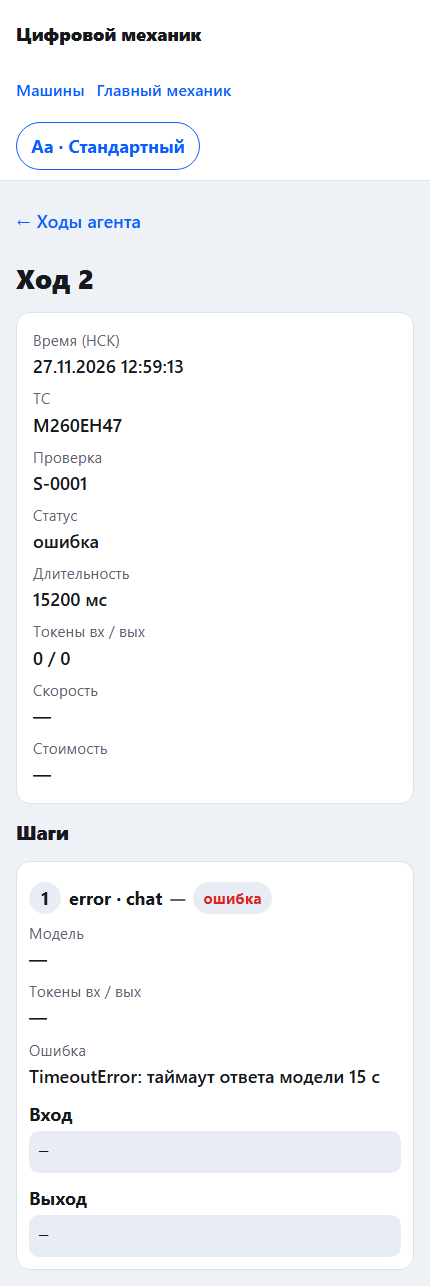 Цифровой механик
Машины Главный механик
Аа · Стандартный
← Ходы агента
Ход 2
Время (НСК)
27.11.2026 12:59:13
ТС
М260ЕН47
Проверка
S-0001
Статус
ошибка
Длительность
15200 мс
Токены вх / вых
0 / 0
Скорость
—
Стоимость
—
Шаги
1 error · chat — ошибка
Модель
—
Токены вх / вых
—
Ошибка
TimeoutError: таймаут ответа модели 15 с
Вход
—
Выход
—